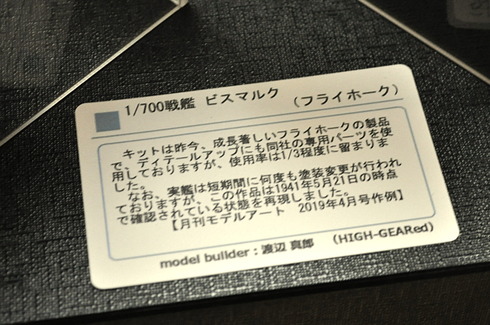 1/700戦艦 ビスマルク
（フライホーク）
キットは昨今、成長著しいフライホークの製品
で、ディテールアップにも同社の専用パーツを使
用しておりますが、使用率は1/3程度に留まりま
した。
なお、実艦は短期間に何度も塗装変更が行われ
ておりますが、この作品は1941年5月21日の時点
で確認されている状態を再現しました。
【月刊モデルアート　2019年4月号作例】
model builder：渡辺 真郎　（HIGH-GEARed）